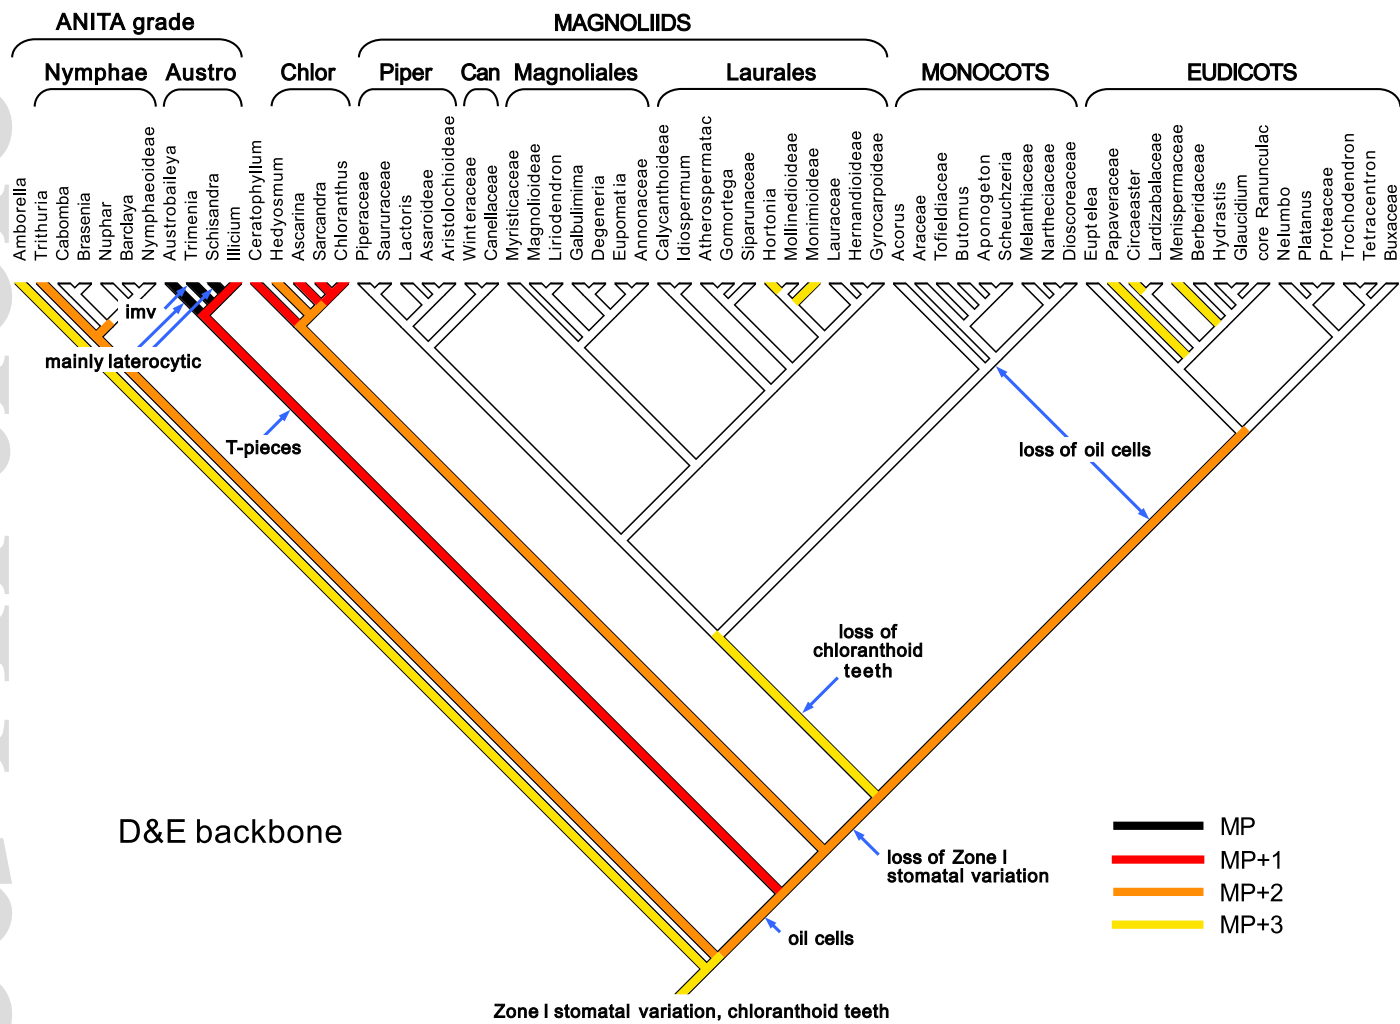 ANITA grade
MAGNOLIIDS
Nymphae
Austro
Chlor
Piper
Can
Magnoliales
Laurales
MONOCOTS
EUDICOTS
Amborella
Trithuria
Cabomba
Brasenia
Nuphar
Barclaya
Nymphaeoideae
Austrobaileya
Trimenia
Schisandra
Illicium
Ceratophyllum
Hedyosmum
Ascarina
Sarcandra
Chloranthus
Piperaceae
Saururaceae
Lactoris
Asaroideae
Aristolochioideae
Winteraceae
Canellaceae
Myristicaceae
Magnolioideae
Liriodendron
Galbulimima
Degeneria
Eupomatia
Annonaceae
Calycanthoideae
Idiospermum
Atherospermatac
Gomortega
Siparunaceae
Hortonia
Mollinedioideae
Monimioideae
Lauraceae
Hernandioideae
Gyrocarpoideae
Acorus
Araceae
Tofieldiaceae
Butomus
Aponogeton
Scheuchzeria
Melanthiaceae
Nartheciaceae
Dioscoreaceae
Euptelea
Papaveraceae
Circaeaster
Lardizabalaceae
Menispermaceae
Berberidaceae
Hydrastis
Glaucidium
core Ranunculac
Nelumbo
Platanus
Proteaceae
Trochodendron
Tetracentron
Buxaceae
imv
mainly laterocytic
T-pieces
loss of oil cells
loss of
chloranthoid
teeth
D&E backbone
MP
MP+1
MP+2
MP+3
loss of Zone I
stomatal variation
oil cells
Zone I stomatal variation, chloranthoid teeth